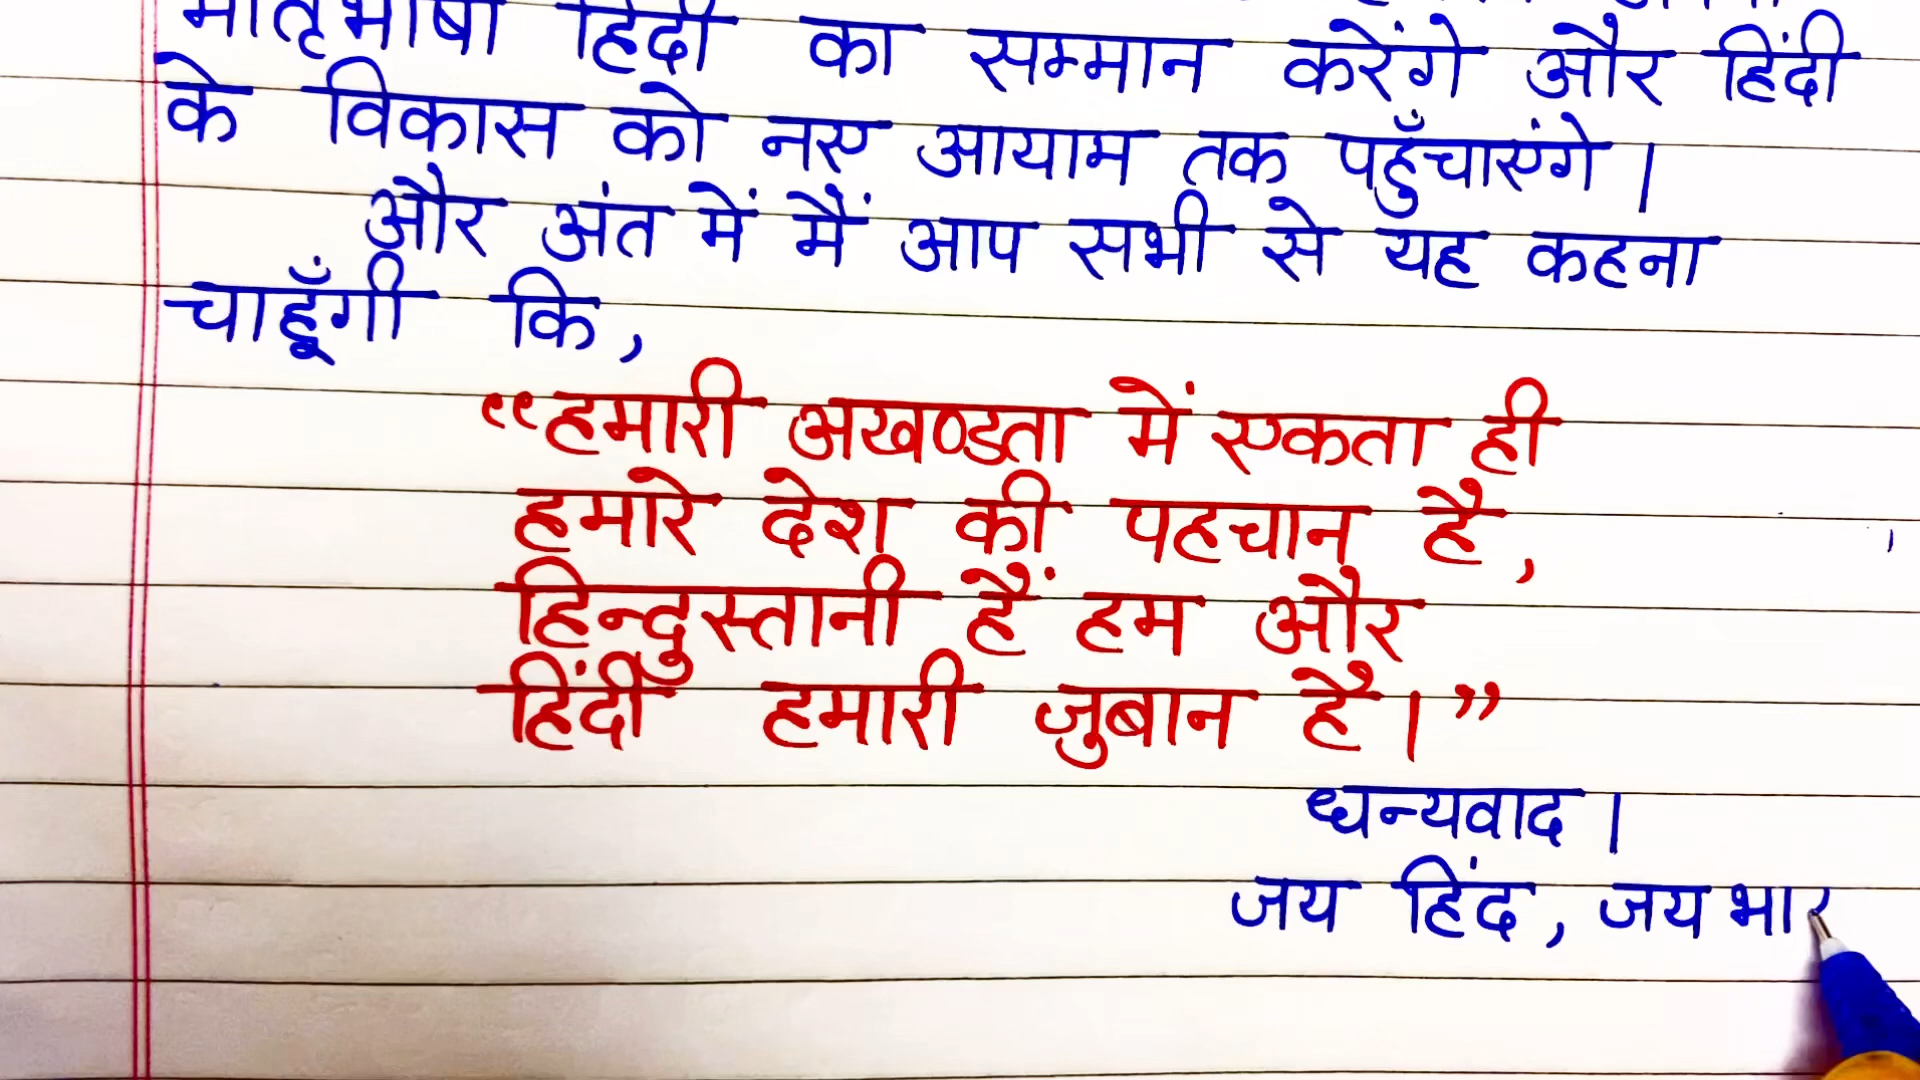 मातृभाषा हिंदी का सम्मान करेंगे और हिंदी
के विकास को नए आयाम तक पहुँचाएंगे।
और अंत में मैं आप सभी से यह कहना
चाहूँगी कि,
“हमारी अखण्डता में एकता ही
हमारे देश की पहचान है,
हिन्दुस्तानी हैं हम और
हिंदी हमारी जुबान है।”
धन्यवाद।
जय हिंद, जय भार